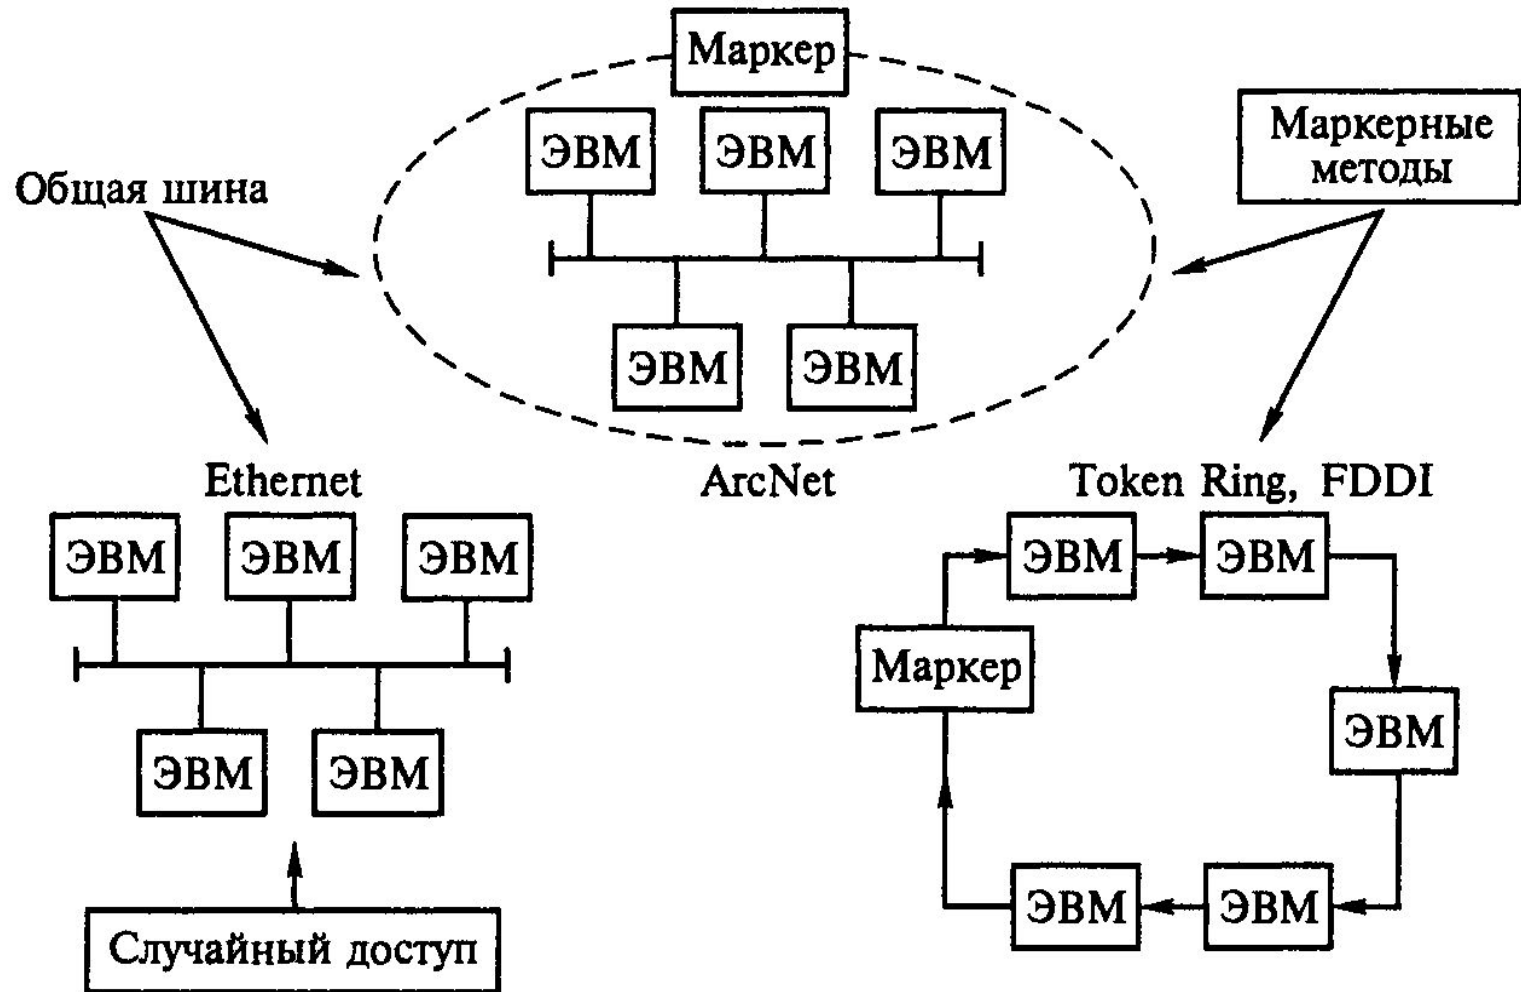 Маркер
ЭВМ ЭВМ ЭВМ
Маркерные
методы
Общая шина
ЭВМ ЭВМ
Ethernet
ArcNet
Token Ring, FDDI
ЭВМ ЭВМ ЭВМ
ЭВМ ЭВМ
ЭВМ ЭВМ
Маркер
ЭВМ
ЭВМ ЭВМ
Случайный доступ